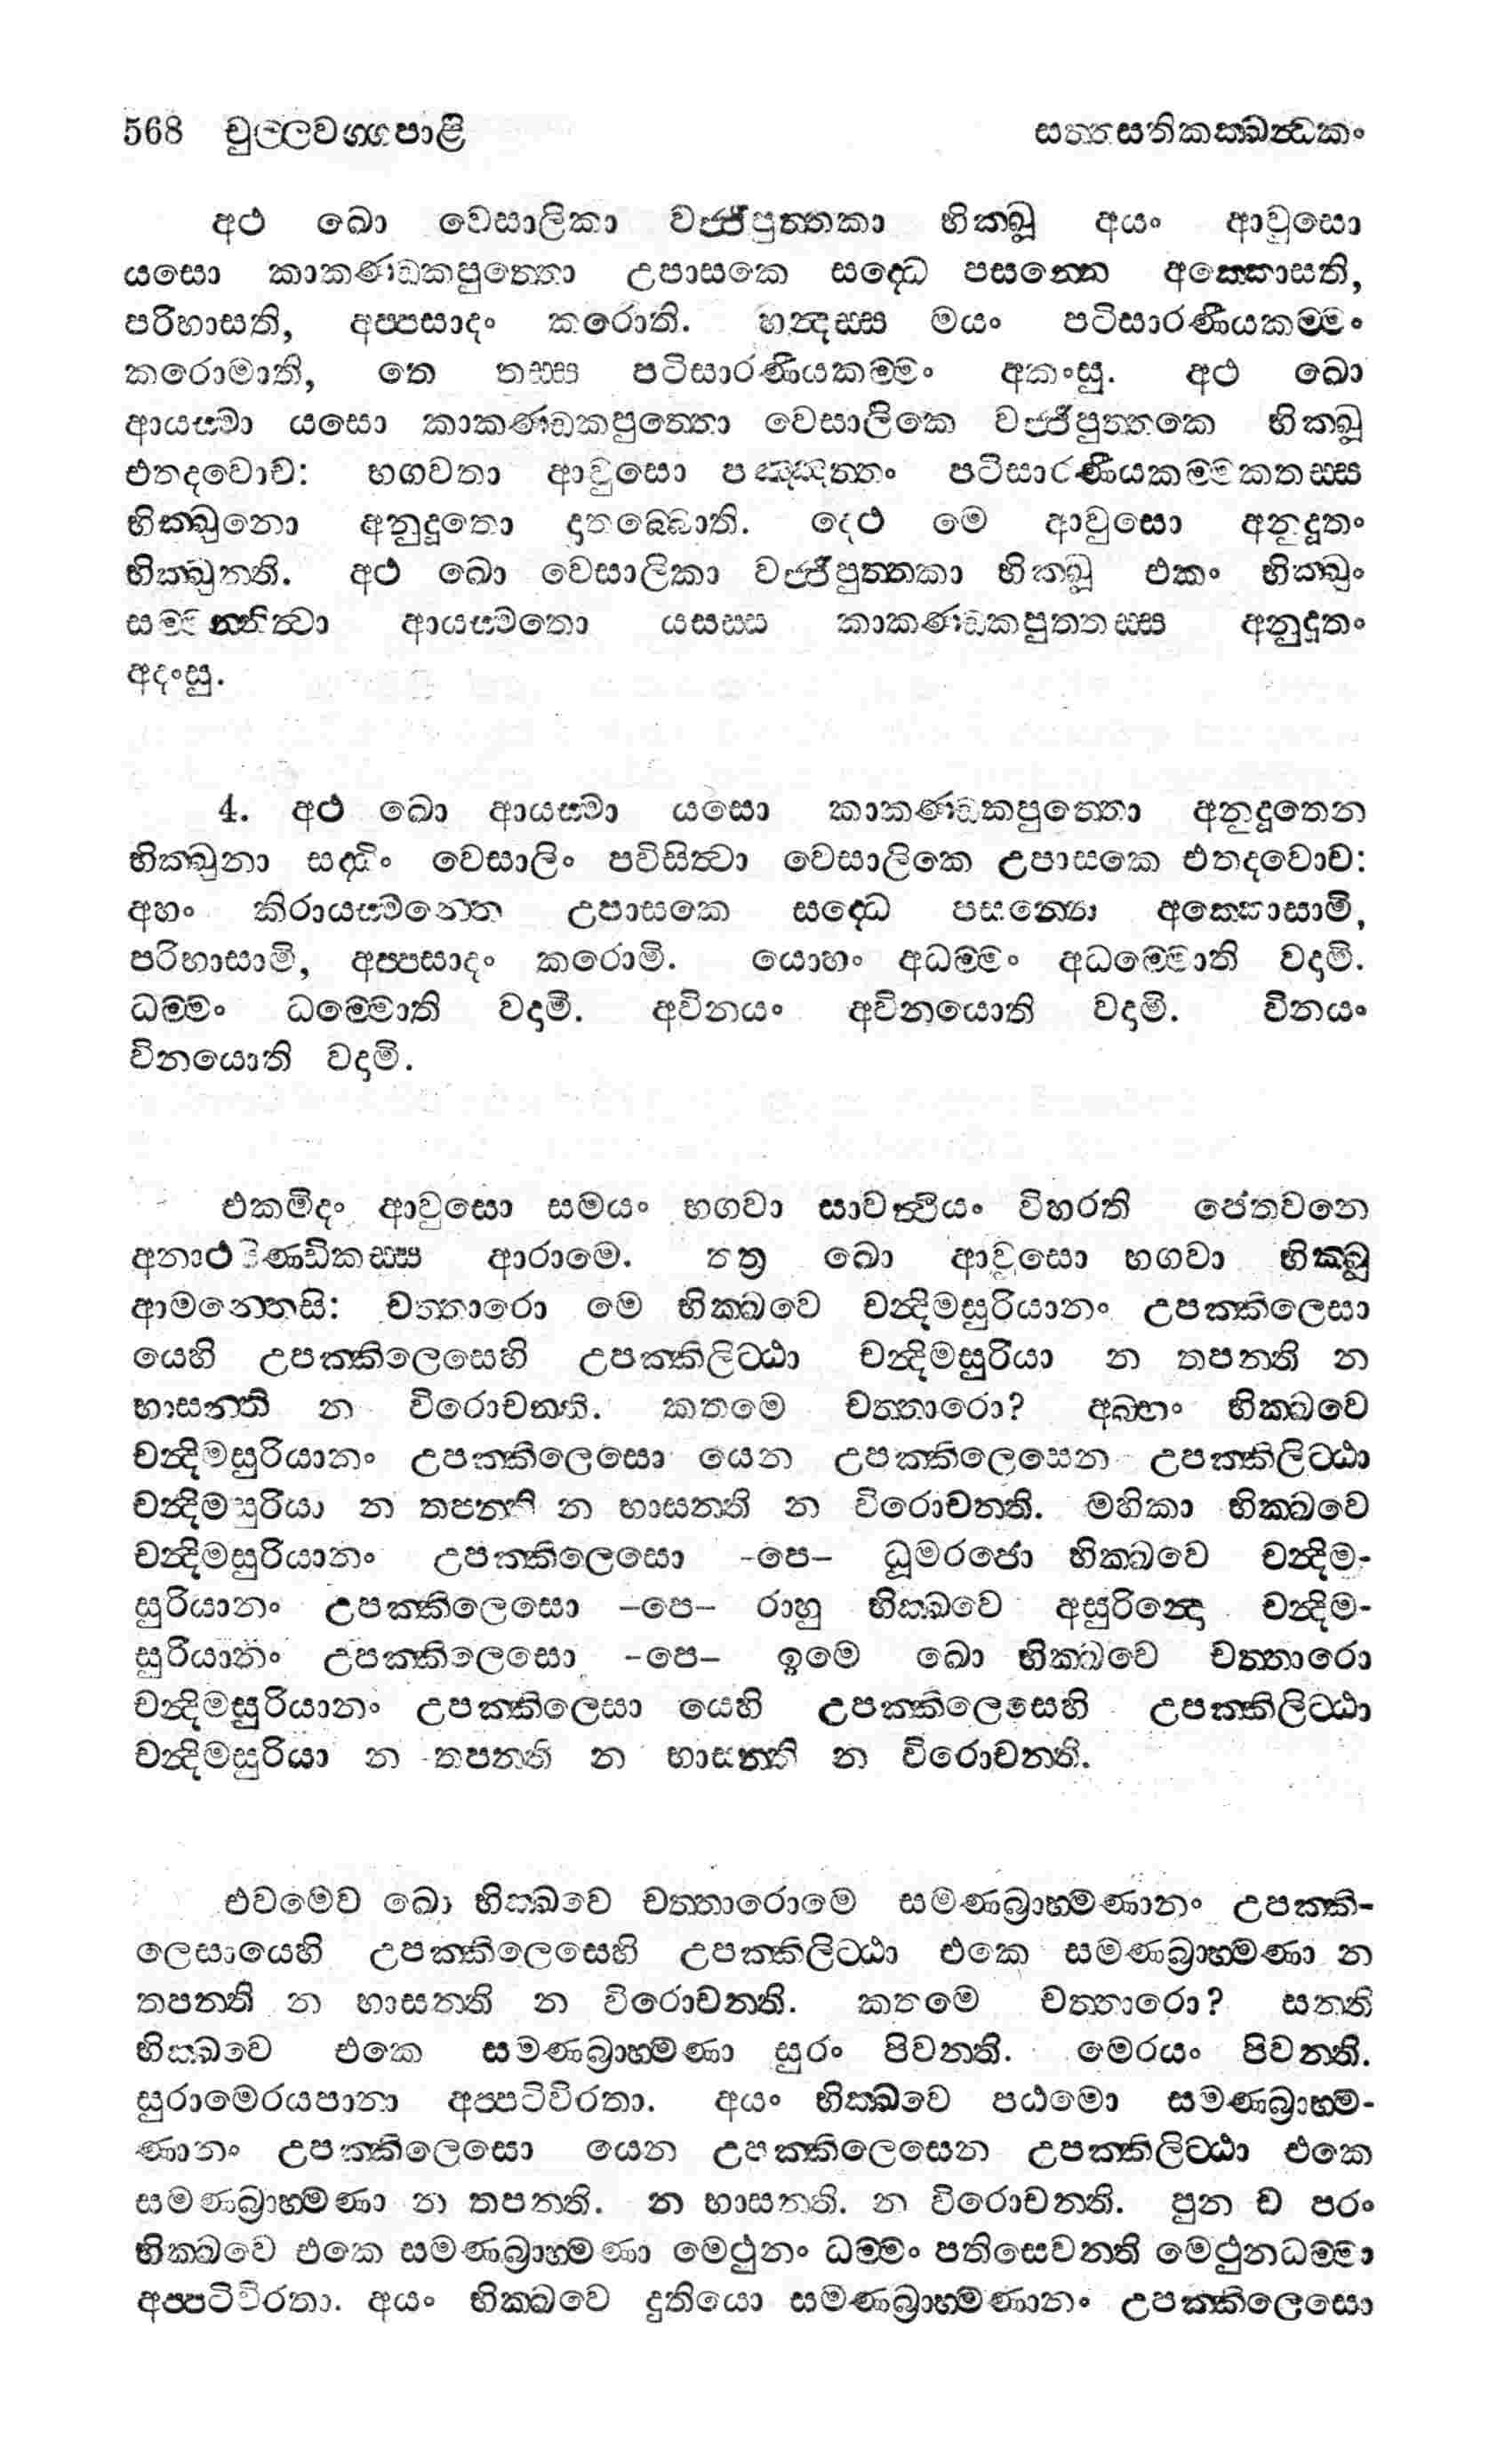 568 චුල්ලවග්ගපාළි සත්තසතිකක්ඛන්ධකං
අථ ඛො වෙසාලිකා වජ්ජිපුත්තකා භික්ඛූ අයං ආවුසො
යසො කාකණ්ඩකපුත්තො උපාසකෙ සද්ධෙ පසන්නෙ අක්කොසති,
පරිභාසති, අප්පසාදං කරොති. හන්දස්ස මයං පටිසාරණීයකම්මං
කරොමාති, තෙ තස්ස පටිසාරණීයකම්මං අකංසු. අථ ඛො
ආයස්මා යසො කාකණ්ඩකපුත්තො වෙසාලිකෙ වජ්ජිපුත්තකෙ භික්ඛූ
එතදවොච: භගවතා ආවුසො පඤ්ඤත්තං පටිසාරණීයකම්මකතස්ස
භික්ඛුනො අනුදූතො දාතබ්බොති. දෙථ මෙ ආවුසො අනුදූතං
භික්ඛුන්ති. අථ ඛො වෙසාලිකා වජ්ජිපුත්තකා භික්ඛූ එකං භික්ඛුං
සම්මන්නිත්වා ආයස්මතො යසස්ස කාකණ්ඩකපුත්තස්ස අනුදූතං
අදංසු.
4. අථ ඛො ආයස්මා යසො කාකණ්ඩකපුත්තො අනුදූතෙන
භික්ඛුනා සද්ධිං වෙසාලිං පවිසිත්වා වෙසාලිකෙ උපාසකෙ එතදවොච:
අහං කිරායස්මන්තෙ උපාසකෙ සද්ධෙ පසන්නෙ අක්කොසාමි,
පරිභාසාමි, අප්පසාදං කරොමි. යොහං අධම්මං අධම්මොති වදාමි.
ධම්මං ධම්මොති වදාමි. අවිනයං අවිනයොති වදාමි. විනයං
විනයොති වදාමි.
එකමිදං ආවුසො සමයං භගවා සාවත්ථියං විහරති ජේතවනෙ
අනාථපිණ්ඩිකස්ස ආරාමෙ. තත්‍ර ඛො ආවුසො භගවා භික්ඛූ
ආමන්තෙසි: චත්තාරො මෙ භික්ඛවෙ චන්දිමසුරියානං උපක්කිලෙසා
යෙහි උපක්කිලෙසෙහි උපක්කිලිට්ඨා චන්දිමසුරියා න තපන්ති න
භාසන්ති න විරොචන්ති. කතමෙ චත්තාරො? අබ්භං භික්ඛවෙ
චන්දිමසුරියානං උපක්කිලෙසො යෙන උපක්කිලෙසෙන උපක්කිලිට්ඨා
චන්දිමසුරියා න තපන්ති න භාසන්ති න විරොචන්ති. මහිකා භික්ඛවෙ
චන්දිමසුරියානං උපක්කිලෙසො -පෙ- ධූමරජො භික්ඛවෙ චන්දිම-
සුරියානං උපක්කිලෙසො -පෙ- රාහු භික්ඛවෙ අසුරින්දො චන්දිම-
සුරියානං උපක්කිලෙසො -පෙ- ඉමෙ ඛො භික්ඛවෙ චත්තාරො
චන්දිමසුරියානං උපක්කිලෙසා යෙහි උපක්කිලෙසෙහි උපක්කිලිට්ඨා
චන්දිමසුරියා න තපන්ති න භාසන්ති න විරොචන්ති.
එවමේව ඛො භික්ඛවෙ චත්තාරොමෙ සමණබ්‍රාහ්මණානං උපක්කි-
ලෙසායෙහි උපක්කිලෙසෙහි උපක්කිලිට්ඨා එකෙ සමණබ්‍රාහ්මණා න
තපන්ති න භාසන්ති න විරොචන්ති. කතමෙ චත්තාරො? සන්ති
භික්ඛවෙ එකෙ සමණබ්‍රාහ්මණා සුරං පිවන්ති. මෙරයං පිවන්ති.
සුරාමෙරයපානා අප්පටිවිරතා. අයං භික්ඛවෙ පඨමො සමණබ්‍රාහ්ම-
ණානං උපක්කිලෙසො යෙන උපක්කිලෙසෙන උපක්කිලිට්ඨා එකෙ
සමණබ්‍රාහ්මණා න තපන්ති. න භාසන්ති. න විරොචන්ති. පුන ච පරං
භික්ඛවෙ එකෙ සමණබ්‍රාහ්මණා මෙථුනං ධම්මං පතිසෙවන්ති මෙථුනධම්මා
අප්පටිවිරතා. අයං භික්ඛවෙ දුතියො සමණබ්‍රාහ්මණානං උපක්කිලෙසො